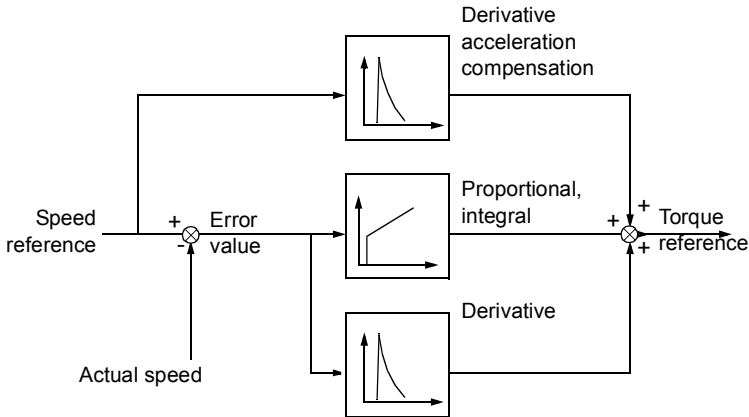 Derivative
acceleration
compensation
Speed
reference
+
-
Error
value
Proportional,
integral
+
+
+
Torque
reference
Derivative
Actual speed